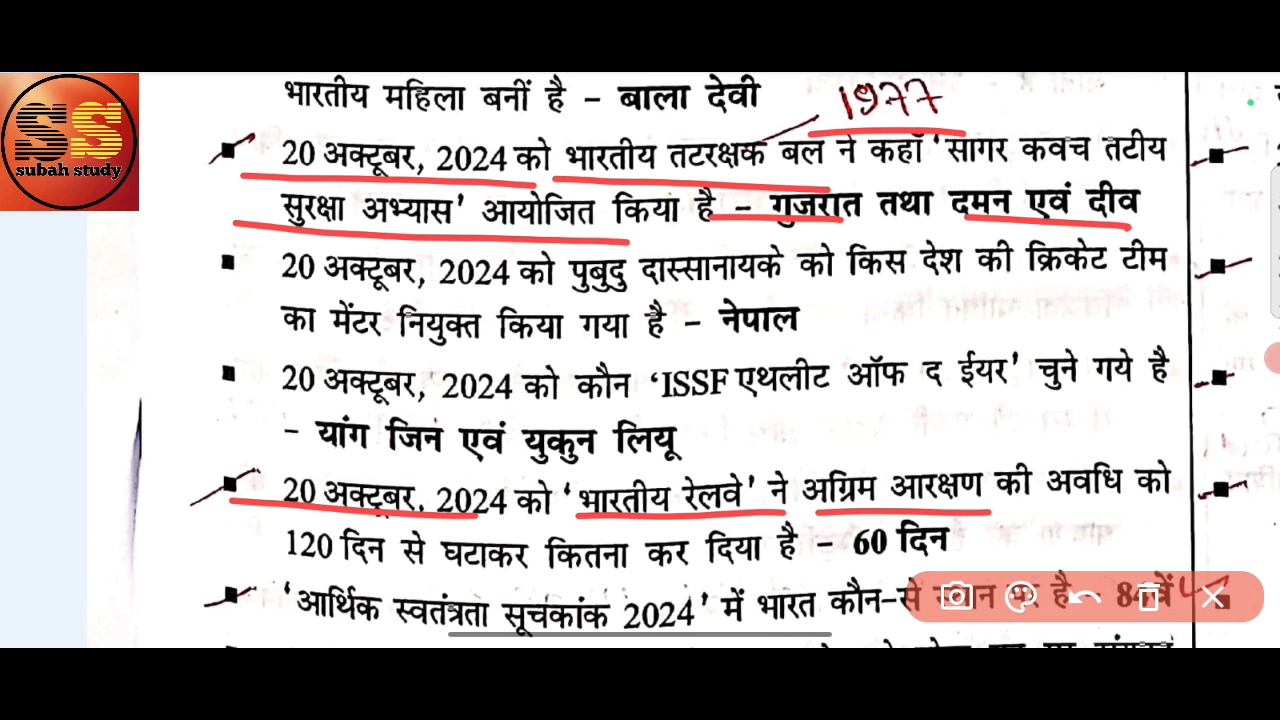 SS
subah study
भारतीय महिला बनीं है – बाला देवी
1977
20 अक्टूबर, 2024 को भारतीय तटरक्षक बल ने कहाँ ‘सागर कवच तटीय
सुरक्षा अभ्यास’ आयोजित किया है – गुजरात तथा दमन एवं दीव
20 अक्टूबर, 2024 को पुबुदु दास्सानायके को किस देश की क्रिकेट टीम
का मेंटर नियुक्त किया गया है – नेपाल
20 अक्टूबर, 2024 को कौन ‘ISSF एथलीट ऑफ द ईयर’ चुने गये है
– यांग जिन एवं युकुन लियू
20 अक्टूबर, 2024 को ‘भारतीय रेलवे’ ने अग्रिम आरक्षण की अवधि को
120 दिन से घटाकर कितना कर दिया है – 60 दिन
‘आर्थिक स्वतंत्रता सूचकांक 2024’ में भारत कौन-से है